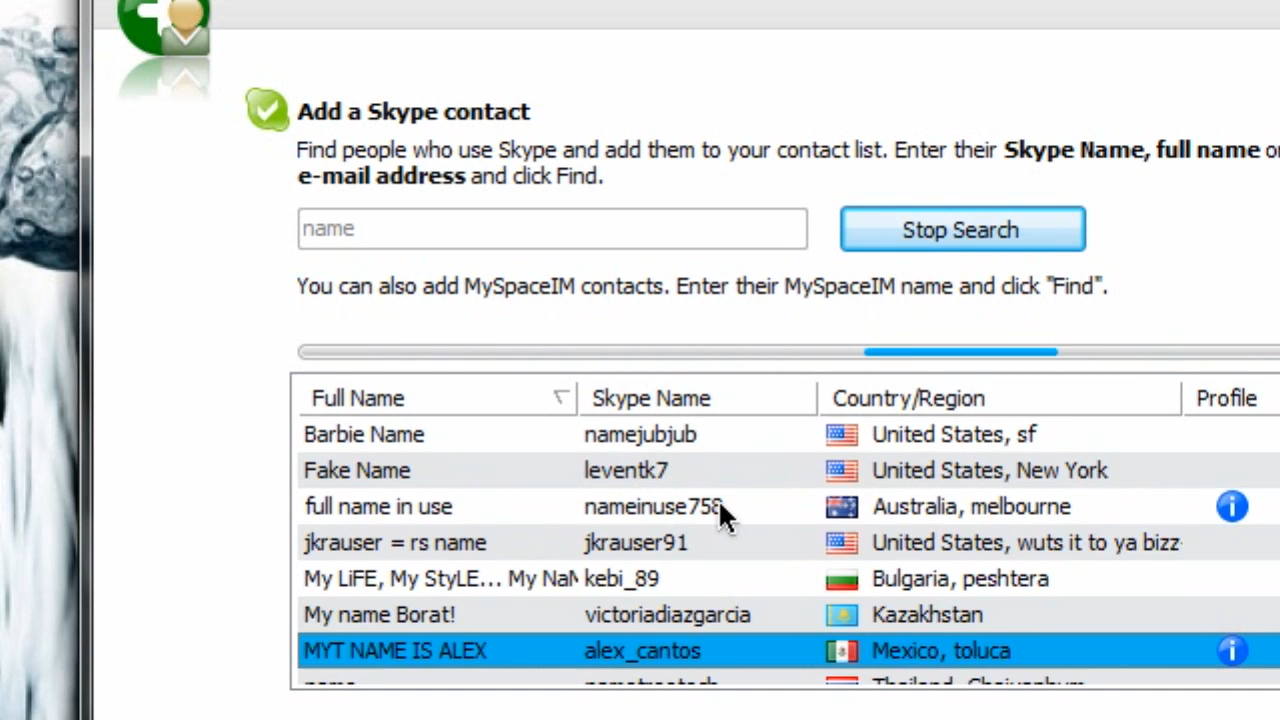 Add a Skype contact
Find people who use Skype and add them to your contact list. Enter their Skype Name, full name or
e-mail address and click Find.
name
Stop Search
You can also add MySpaceIM contacts. Enter their MySpaceIM name and click "Find".
Full Name Skype Name Country/Region Profile
Barbie Name namejubjub United States, sf
Fake Name leventk7 United States, New York
full name in use nameinuse758 Australia, melbourne
jkrauser = rs name jkrauser91 United States, wuts it to ya bizz
My LiFE, My StyLE... My NaM kebi_89 Bulgaria, peshtera
My name Borat! victoriadiazgarcia Kazakhstan
MYT NAME IS ALEX alex_cantos Mexico, toluca
name Thailand,